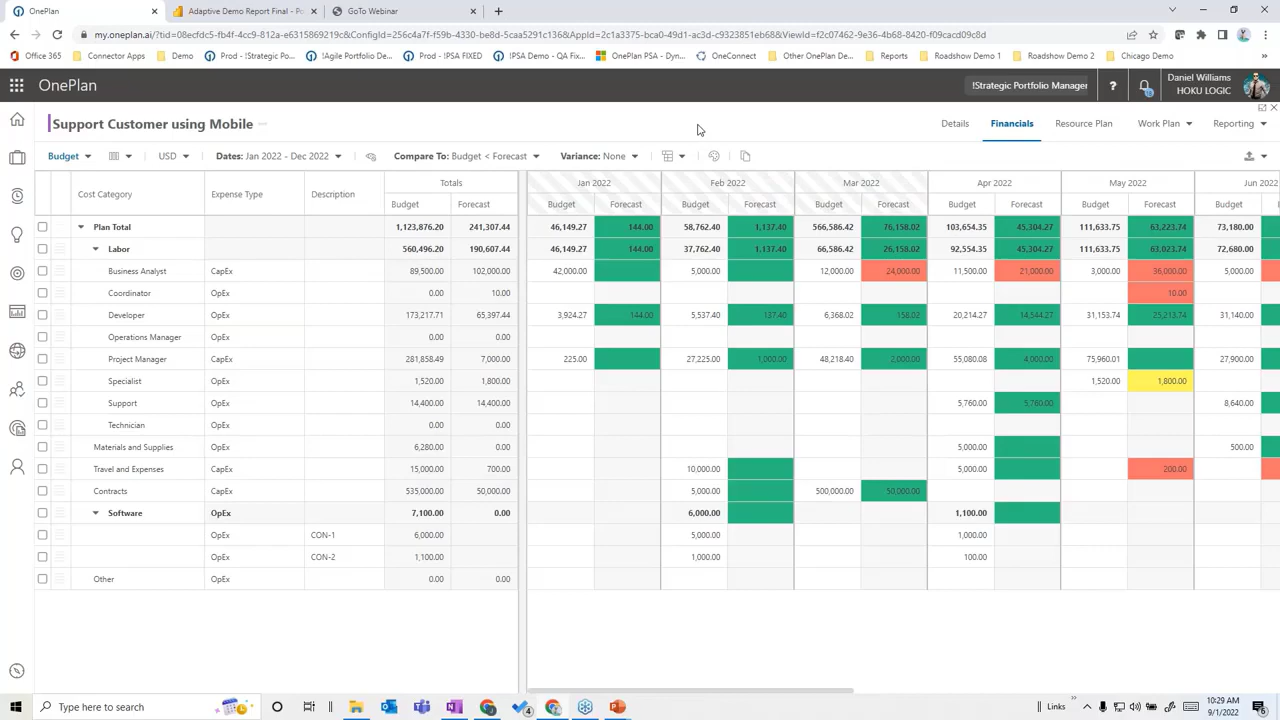 OnePlan
Adaptive Demo Report Final - Po
GoTo Webinar
my.oneplan.ai/?tid=08ecfdc5-fb4f-4cc9-812a-e6315869219c&ConfigId=256c4a7f-f59b-4330-be8d-5caa5291c136&AppId=2c1a3375-bca0-49d1-ac3d-c9323851eb68&ViewId=f2c07462-9e36-4b68-8424-f09cacd09c8d
Office 365 Connector Apps Demo Prod - !Strategic Po... !Agile Portfolio De... Prod - !PSA FIXED !PSA Demo - QA Fix... OnePlan PSA - Dyn... OneConnect Other OnePlan De... Reports Roadshow Demo 1 Roadshow Demo 2 Chicago Demo »
OnePlan !Strategic Portfolio Manager ? Daniel Williams
HOKU LOGIC
Support Customer using Mobile Details Financials Resource Plan Work Plan Reporting
Budget USD Dates: Jan 2022 - Dec 2022 Compare To: Budget < Forecast Variance: None
Cost Category Expense Type Description Totals Jan 2022 Feb 2022 Mar 2022 Apr 2022 May 2022 Jun 2022
Budget Forecast Budget Forecast Budget Forecast Budget Forecast Budget Forecast Budget Forecast Budget
Plan Total 1,123,876.20 241,307.44 46,149.27 144.00 58,762.40 1,137.40 566,586.42 76,158.02 103,654.35 45,304.27 111,633.75 63,223.74 73,180.00
Labor 560,496.20 190,607.44 46,149.27 144.00 37,762.40 1,137.40 66,586.42 26,158.02 92,554.35 45,304.27 111,633.75 63,023.74 72,680.00
Business Analyst CapEx 89,500.00 102,000.00 42,000.00 5,000.00 12,000.00 24,000.00 11,500.00 21,000.00 3,000.00 36,000.00 5,000.00
Coordinator OpEx 0.00 10.00 10.00
Developer OpEx 173,217.71 65,397.44 3,924.27 144.00 5,537.40 137.40 6,368.02 158.02 20,214.27 14,544.27 31,153.74 25,213.74 31,140.00
Operations Manager OpEx 0.00 0.00
Project Manager CapEx 281,858.49 7,000.00 225.00 27,225.00 1,000.00 48,218.40 2,000.00 55,080.08 4,000.00 75,960.01 27,900.00
Specialist OpEx 1,520.00 1,800.00 1,520.00 1,800.00
Support OpEx 14,400.00 14,400.00 5,760.00 5,760.00 8,640.00
Technician OpEx 0.00 0.00
Materials and Supplies OpEx 6,280.00 0.00 5,000.00 500.00
Travel and Expenses CapEx 15,000.00 700.00 10,000.00 5,000.00 200.00
Contracts CapEx 535,000.00 50,000.00 5,000.00 500,000.00 50,000.00
Software OpEx 7,100.00 0.00 6,000.00 1,100.00
OpEx CON-1 6,000.00 5,000.00 1,000.00
OpEx CON-2 1,100.00 1,000.00 100.00
Other OpEx 0.00 0.00
Type here to search Links » 10:29 AM
9/1/2022